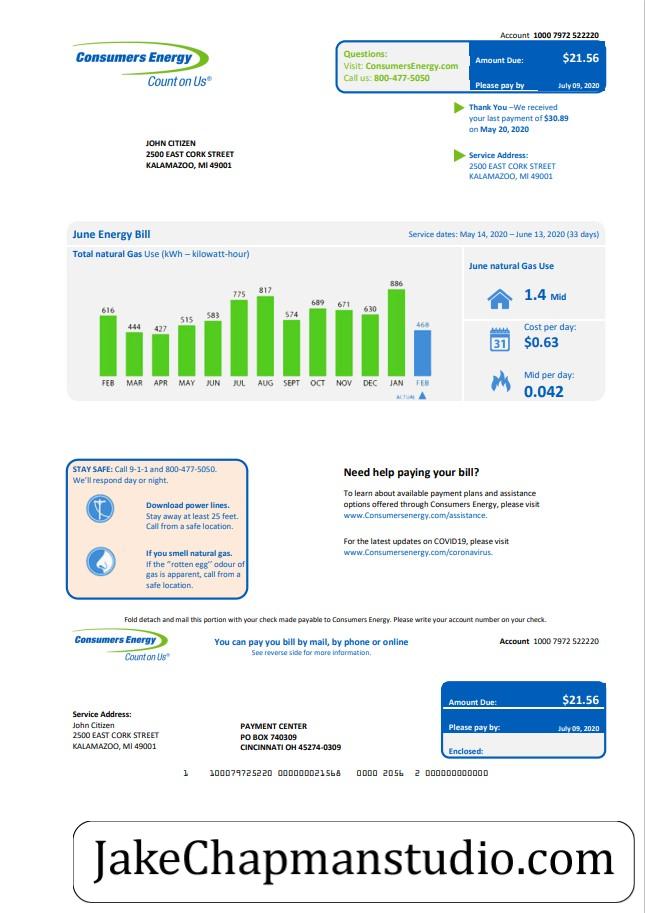 Account 1000 7972 522220
Consumers Energy
Count on Us®
Questions:
Visit: ConsumersEnergy.com
Call us: 800-477-5050
Amount Due: $21.56
Please pay by July 09, 2020
Thank You –We received
your last payment of $30.89
on May 20, 2020
JOHN CITIZEN
2500 EAST CORK STREET
KALAMAZOO, MI 49001
Service Address:
2500 EAST CORK STREET
KALAMAZOO, MI 49001
June Energy Bill
Service dates: May 14, 2020 – June 13, 2020 (33 days)
Total natural Gas Use (kWh – kilowatt-hour)
616 444 427 515 583 775 817 574 689 671 630 886 468
FEB MAR APR MAY JUN JUL AUG SEPT OCT NOV DEC JAN FEB
ACTUAL
June natural Gas Use
1.4 Mid
31
Cost per day:
$0.63
Mid per day:
0.042
STAY SAFE: Call 9-1-1 and 800-477-5050.
We’ll respond day or night.
Download power lines.
Stay away at least 25 feet.
Call from a safe location.
If you smell natural gas.
If the “rotten egg” odour of
gas is apparent, call from a
safe location.
Need help paying your bill?
To learn about available payment plans and assistance
options offered through Consumers Energy, please visit
www.Consumersenergy.com/assistance.
For the latest updates on COVID19, please visit
www.Consumersenergy.com/coronavirus.
Fold detach and mail this portion with your check made payable to Consumers Energy. Please write your account number on your check.
Consumers Energy
Count on Us®
You can pay you bill by mail, by phone or online
See reverse side for more information.
Account 1000 7972 522220
Amount Due: $21.56
Please pay by: July 09, 2020
Enclosed:
Service Address:
John Citizen
2500 EAST CORK STREET
KALAMAZOO, MI 49001
PAYMENT CENTER
PO BOX 740309
CINCINNATI OH 45274-0309
1 100079725220 000000021568 0000 2056 2 000000000000
JakeChapmanstudio.com